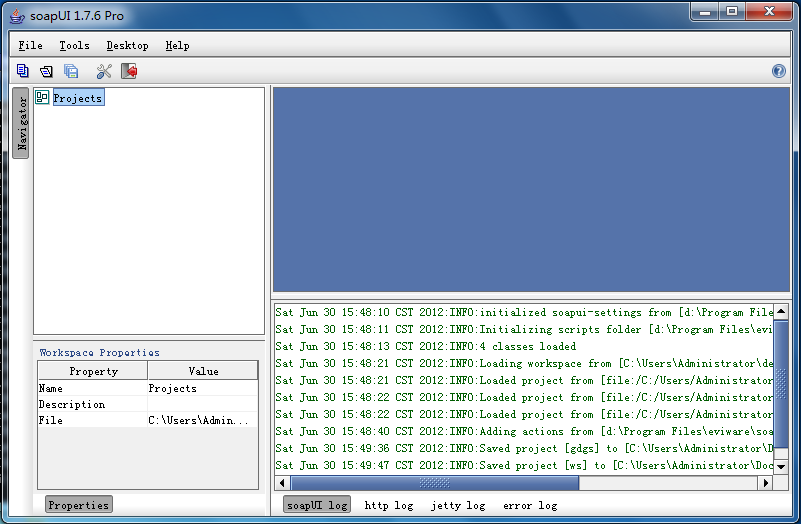 soapUI 1.7.6 Pro
File Tools Desktop Help
Navigator
Projects
Sat Jun 30 15:48:10 CST 2012:INFO:initialized soapui-settings from [d:\Program File
Sat Jun 30 15:48:11 CST 2012:INFO:Initializing scripts folder [d:\Program Files\evi
Sat Jun 30 15:48:13 CST 2012:INFO:4 classes loaded
Sat Jun 30 15:48:21 CST 2012:INFO:Loading workspace from [C:\Users\Administrator\de
Sat Jun 30 15:48:21 CST 2012:INFO:Loaded project from [file:/C:/Users/Administrator
Sat Jun 30 15:48:22 CST 2012:INFO:Loaded project from [file:/C:/Users/Administrator
Sat Jun 30 15:48:22 CST 2012:INFO:Loaded project from [file:/C:/Users/Administrator
Sat Jun 30 15:48:40 CST 2012:INFO:Adding actions from [d:\Program Files\eviware\soa
Sat Jun 30 15:49:36 CST 2012:INFO:Saved project [gdgs] to [C:\Users\Administrator\D
Sat Jun 30 15:49:47 CST 2012:INFO:Saved project [ws] to [C:\Users\Administrator\Doc
Workspace Properties
Property Value
Name Projects
Description
File C:\Users\Admin...
Properties
soapUI log http log jetty log error log